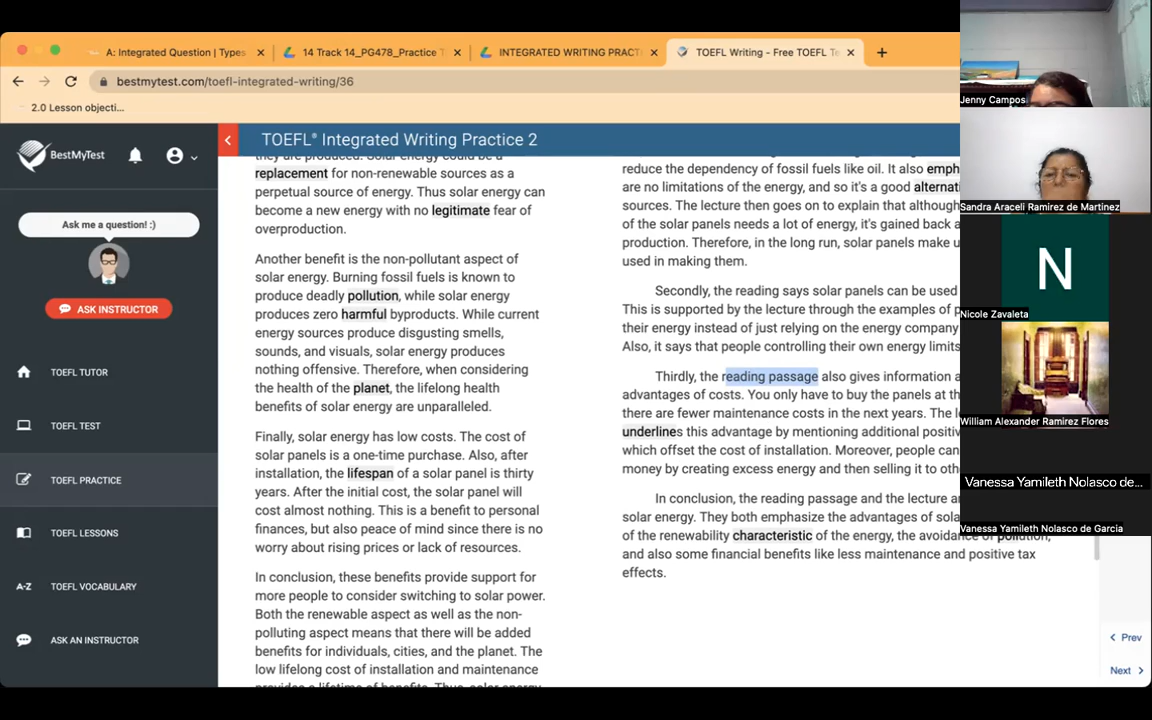 A: Integrated Question | Types
14 Track 14_PG478_Practice T
INTEGRATED WRITING PRACT
TOEFL Writing - Free TOEFL Te
bestmytest.com/toefl-integrated-writing/36
2.0 Lesson objecti...
BestMyTest
Ask me a question! :)
ASK INSTRUCTOR
TOEFL TUTOR
TOEFL TEST
TOEFL PRACTICE
TOEFL LESSONS
A-Z TOEFL VOCABULARY
ASK AN INSTRUCTOR
TOEFL® Integrated Writing Practice 2
they are produced. Solar energy could be a
replacement for non-renewable sources as a
perpetual source of energy. Thus solar energy can
become a new energy with no legitimate fear of
overproduction.
Another benefit is the non-pollutant aspect of
solar energy. Burning fossil fuels is known to
produce deadly pollution, while solar energy
produces zero harmful byproducts. While current
energy sources produce disgusting smells,
sounds, and visuals, solar energy produces
nothing offensive. Therefore, when considering
the health of the planet, the lifelong health
benefits of solar energy are unparalleled.
Finally, solar energy has low costs. The cost of
solar panels is a one-time purchase. Also, after
installation, the lifespan of a solar panel is thirty
years. After the initial cost, the solar panel will
cost almost nothing. This is a benefit to personal
finances, but also peace of mind since there is no
worry about rising prices or lack of resources.
In conclusion, these benefits provide support for
more people to consider switching to solar power.
Both the renewable aspect as well as the non-
polluting aspect means that there will be added
benefits for individuals, cities, and the planet. The
low lifelong cost of installation and maintenance
provides a lifetime of benefits. Thus, solar energy
reduce the dependency of fossil fuels like oil. It also emph
are no limitations of the energy, and so it's a good alternati
sources. The lecture then goes on to explain that although
of the solar panels needs a lot of energy, it's gained back a
production. Therefore, in the long run, solar panels make u
used in making them.
Secondly, the reading says solar panels can be used
This is supported by the lecture through the examples of p
their energy instead of just relying on the energy company
Also, it says that people controlling their own energy limits
Thirdly, the reading passage also gives information a
advantages of costs. You only have to buy the panels at th
there are fewer maintenance costs in the next years. The l
underlines this advantage by mentioning additional positiv
which offset the cost of installation. Moreover, people can
money by creating excess energy and then selling it to oth
In conclusion, the reading passage and the lecture a
solar energy. They both emphasize the advantages of sola
of the renewability characteristic of the energy, the avoidance of pollution,
and also some financial benefits like less maintenance and positive tax
effects.
Prev
Next
Jenny Campos
Sandra Araceli Ramirez de Martinez
N
Nicole Zavaleta
William Alexander Ramirez Flores
Vanessa Yamileth Nolasco de...
Vanessa Yamileth Nolasco de Garcia